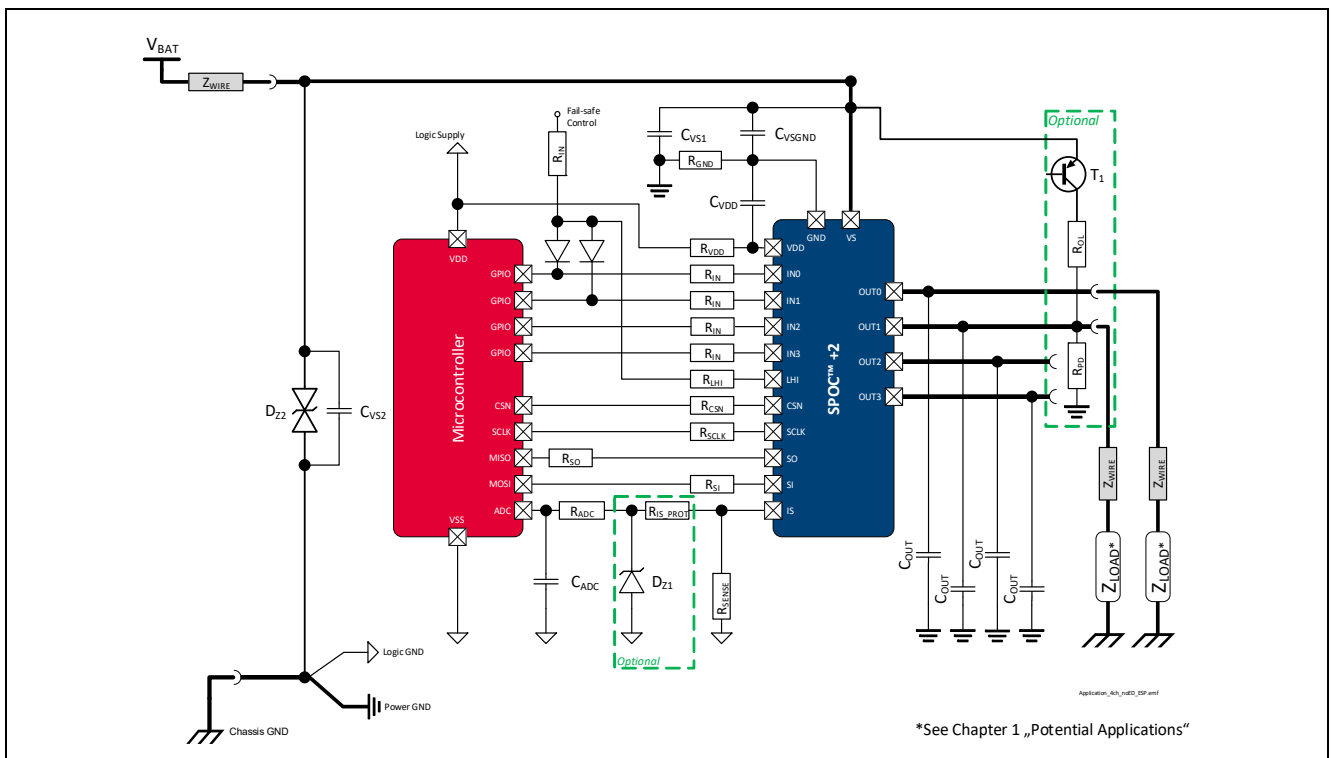 VBAT
ZWIRE
Fail-safe
Control
Logic Supply
RIN
CVS1
CVSGND
RGND
CVDD
Optional
T1
ROL
RPD
VDD
GPIO
GPIO
GPIO
GPIO
CSN
SCLK
MISO
MOSI
ADC
VSS
Microcontroller
RVDD
RIN
RIN
RIN
RIN
RLHI
RCSN
RSCLK
RSO
RSI
RADC
RIS_PROT
GND
VS
VDD
IN0
IN1
IN2
IN3
LHI
CSN
SCLK
SO
SI
IS
SPOC™ +2
OUT0
OUT1
OUT2
OUT3
DZ2
CVS2
CADC
DZ1
RSENSE
Optional
COUT
COUT
COUT
COUT
ZWIRE
ZWIRE
ZLOAD*
ZLOAD*
Logic GND
Power GND
Chassis GND
Application_4ch_noED_ESP.emf
*See Chapter 1 „Potential Applications“